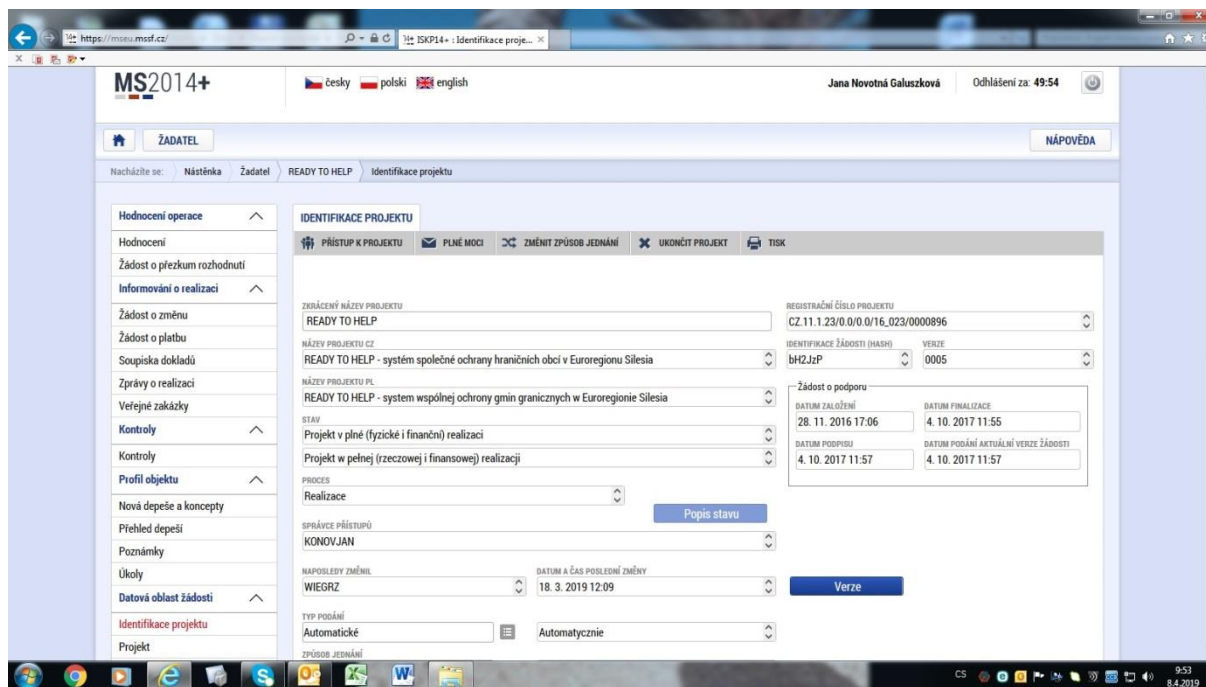 https://mseu.mssf.cz/
ISKP14+ : Identifikace proje...
MS2014+
česky polski english
Jana Novotná Galuszková
Odhlášení za: 49:54
ŽADATEL
NÁPOVĚDA
Nacházíte se: Nástěnka Žadatel READY TO HELP Identifikace projektu
Hodnocení operace
Hodnocení
Žádost o přezkum rozhodnutí
Informování o realizaci
Žádost o změnu
Žádost o platbu
Soupiska dokladů
Zprávy o realizaci
Veřejné zakázky
Kontroly
Kontroly
Profil objektu
Nová depeše a koncepty
Přehled depeší
Poznámky
Úkoly
Datová oblast žádosti
Identifikace projektu
Projekt
IDENTIFIKACE PROJEKTU
PŘÍSTUP K PROJEKTU PLNÉ MOCI ZMĚNIT ZPŮSOB JEDNÁNÍ UKONČIT PROJEKT TISK
ZKRÁCENÝ NÁZEV PROJEKTU
READY TO HELP
NÁZEV PROJEKTU CZ
READY TO HELP - systém společné ochrany hraničních obcí v Euroregionu Silesia
NÁZEV PROJEKTU PL
READY TO HELP - system wspólnej ochrony gmin granicznych w Euroregionie Silesia
STAV
Projekt v plné (fyzické i finanční) realizaci
Projekt w pełnej (rzeczowej i finansowej) realizacji
PROCES
Realizace
Popis stavu
SPRÁVCE PŘÍSTUPŮ
KONOVJAN
NAPOSLEDY ZMĚNIL
WIEGRZ
DATUM A ČAS POSLEDNÍ ZMĚNY
18. 3. 2019 12:09
Verze
TYP PODÁNÍ
Automatické
Automatycznie
ZPŮSOB JEDNÁNÍ
REGISTRAČNÍ ČÍSLO PROJEKTU
CZ.11.1.23/0.0/0.0/16_023/0000896
IDENTIFIKACE ŽÁDOSTI (HASH)
bH2JzP
VERZE
0005
Žádost o podporu
DATUM ZALOŽENÍ
28. 11. 2016 17:06
DATUM FINALIZACE
4. 10. 2017 11:55
DATUM PODPISU
4. 10. 2017 11:57
DATUM PODÁNÍ AKTUÁLNÍ VERZE ŽÁDOSTI
4. 10. 2017 11:57
CS
9:53
8.4.2019